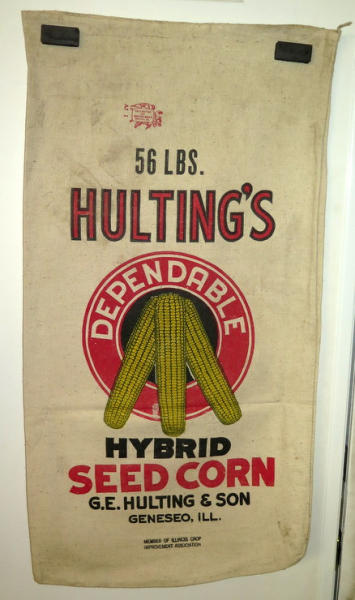 56 LBS.
HULTING'S
DEPENDABLE
HYBRID
SEED CORN
G.E. HULTING & SON
GENESEO, ILL.
MEMBER OF ILLINOIS CROP
IMPROVEMENT ASSOCIATION